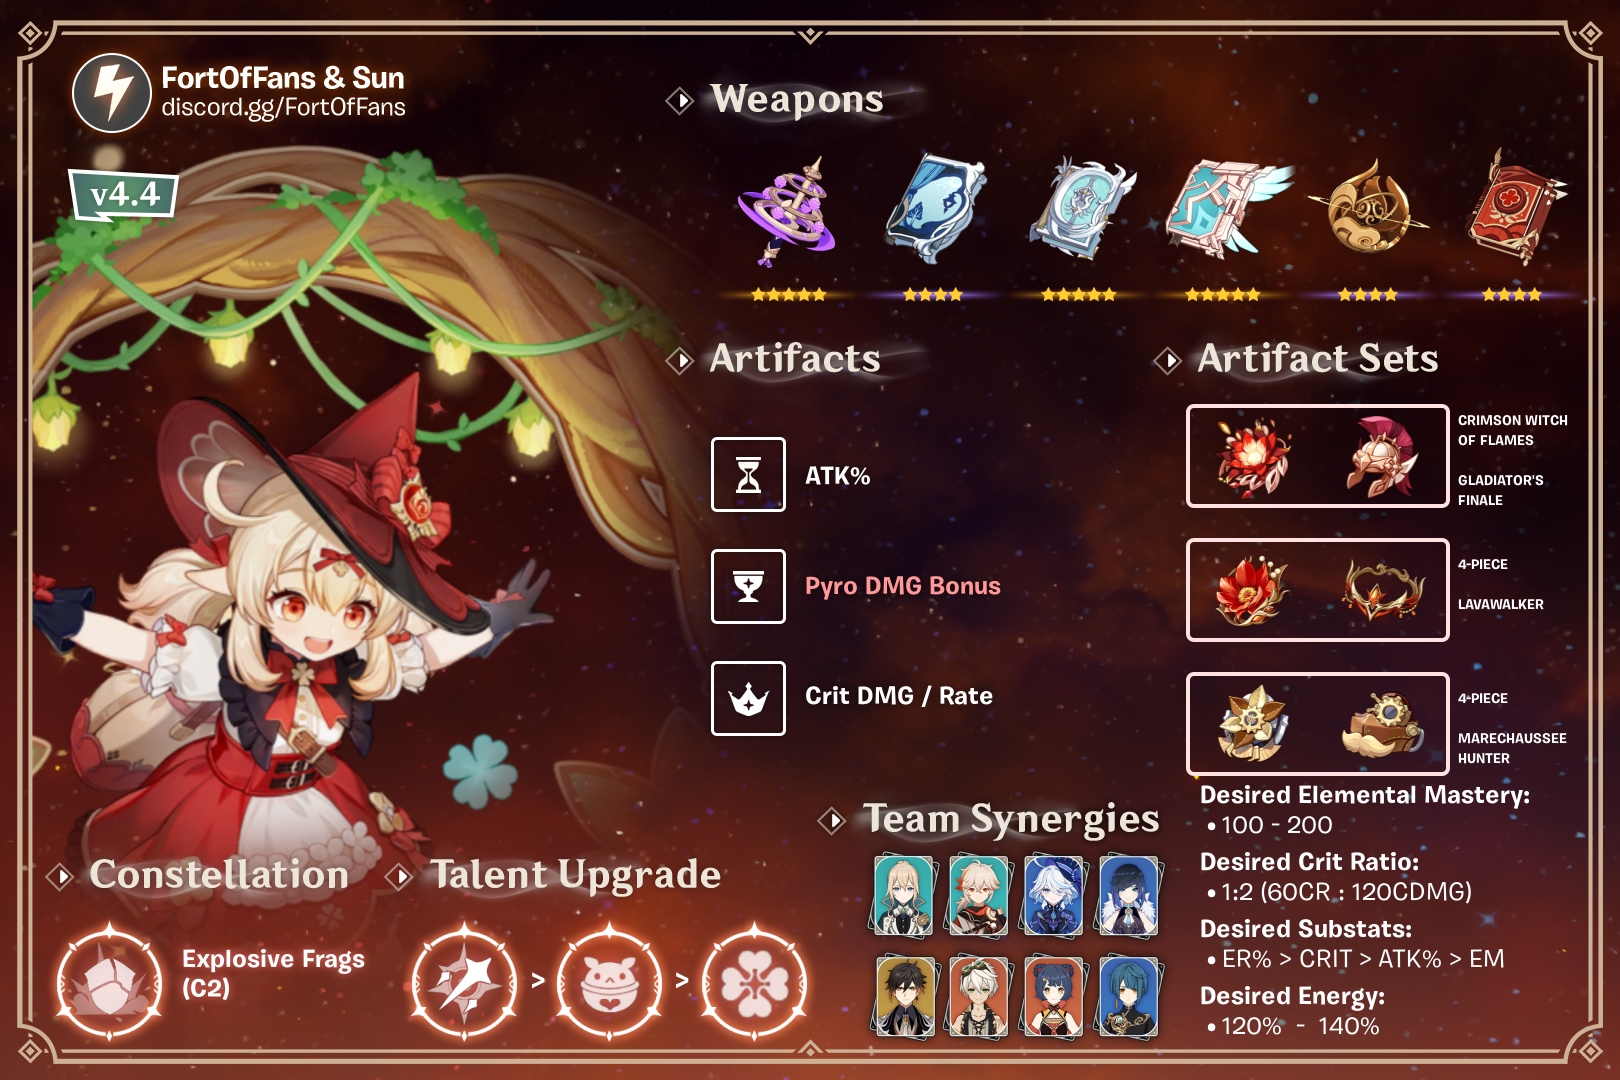 FortOfFans & Sun
discord.gg/FortOfFans
v4.4
Weapons
Artifacts
ATK%
Pyro DMG Bonus
Crit DMG / Rate
Artifact Sets
CRIMSON WITCH
OF FLAMES
GLADIATOR'S
FINALE
4-PIECE
LAVAWALKER
4-PIECE
MARECHAUSSEE
HUNTER
Constellation
Explosive Frags
(C2)
Talent Upgrade
> >
Team Synergies
Desired Elemental Mastery:
• 100 - 200
Desired Crit Ratio:
• 1:2 (60CR : 120CDMG)
Desired Substats:
• ER% > CRIT > ATK% > EM
Desired Energy:
• 120% - 140%